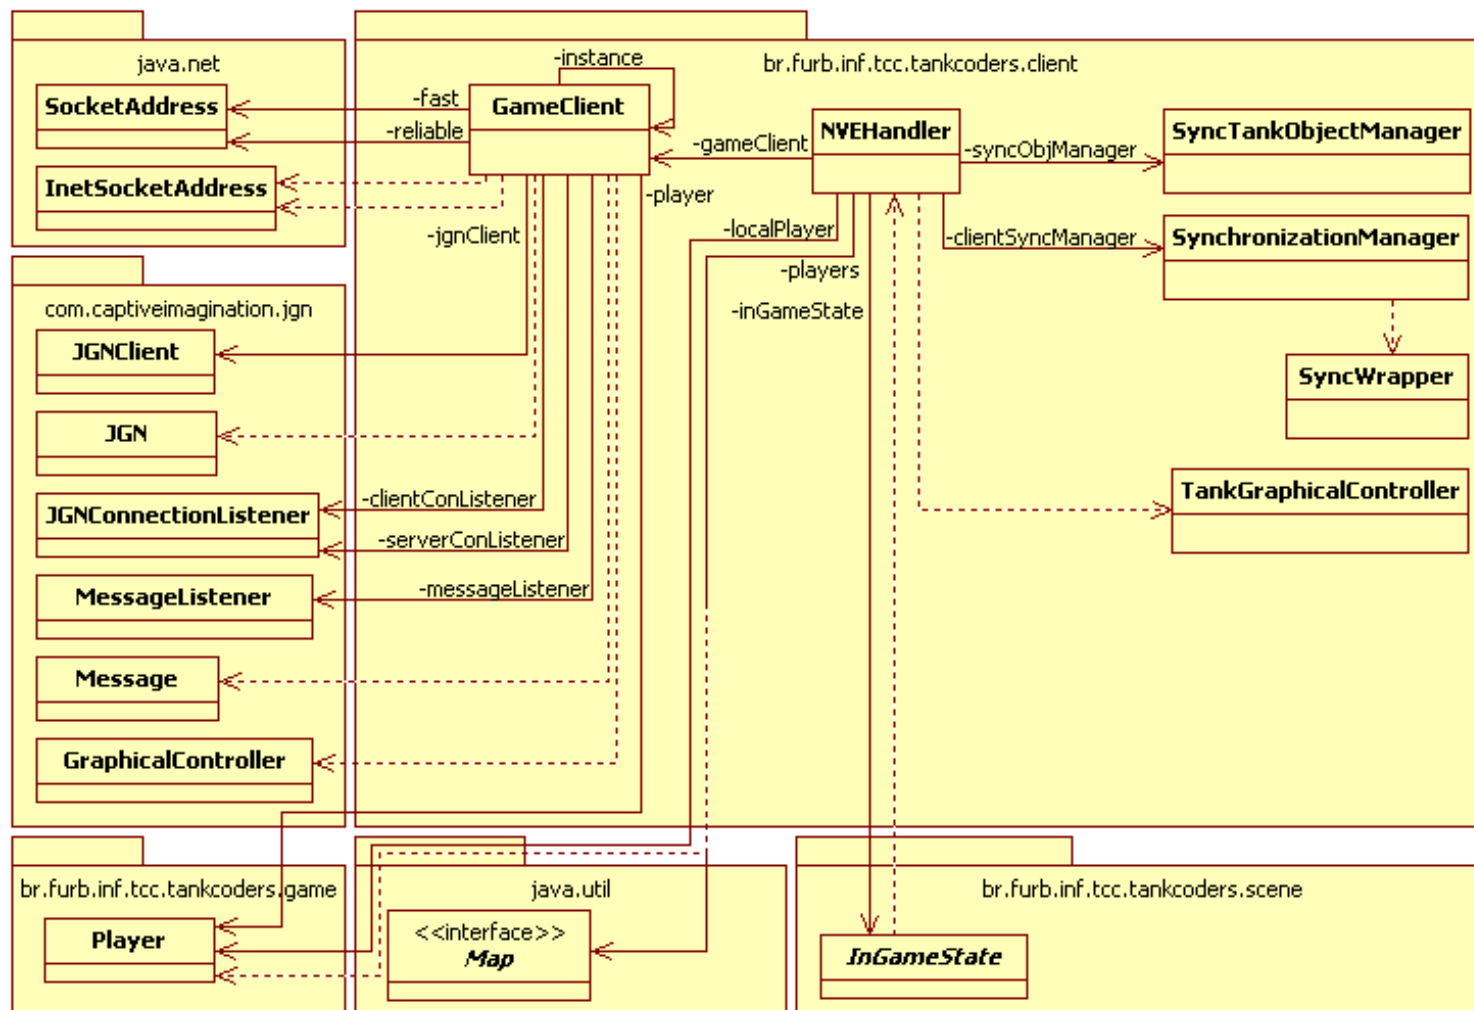 java.net
SocketAddress
InetSocketAddress
com.captiveimagination.jgn
JGNClient
JGN
JGNConnectionListener
MessageListener
Message
GraphicalController
br.furb.inf.tcc.tankcoders.client
-instance
GameClient
-fast
-reliable
-jgnClient
-player
-clientConListener
-serverConListener
-messageListener
NVEHandler
-gameClient
-syncObjManager
-localPlayer
-clientSyncManager
-players
-inGameState
SyncTankObjectManager
SynchronizationManager
SyncWrapper
TankGraphicalController
br.furb.inf.tcc.tankcoders.game
Player
java.util
<<interface>>
Map
br.furb.inf.tcc.tankcoders.scene
InGameState